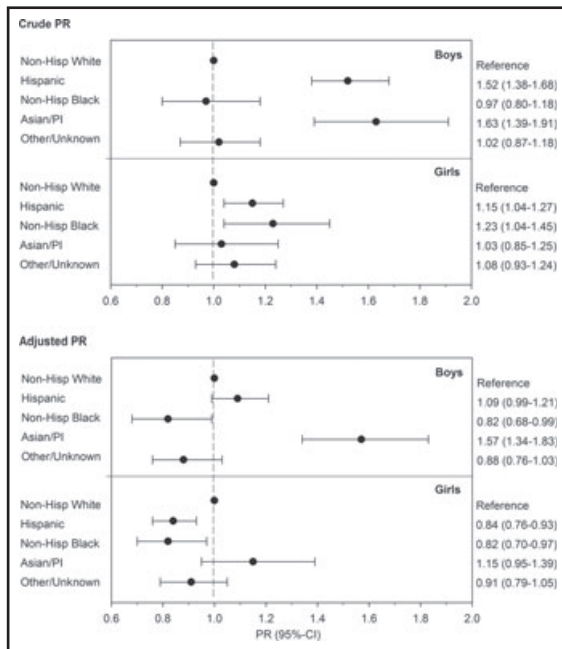 Crude PR
Boys
Non-Hisp White Reference
Hispanic 1.52 (1.38-1.68)
Non-Hisp Black 0.97 (0.80-1.18)
Asian/PI 1.63 (1.39-1.91)
Other/Unknown 1.02 (0.87-1.18)
Girls
Non-Hisp White Reference
Hispanic 1.15 (1.04-1.27)
Non-Hisp Black 1.23 (1.04-1.45)
Asian/PI 1.03 (0.85-1.25)
Other/Unknown 1.08 (0.93-1.24)
0.6 0.8 1.0 1.2 1.4 1.6 1.8 2.0
Adjusted PR
Boys
Non-Hisp White Reference
Hispanic 1.09 (0.99-1.21)
Non-Hisp Black 0.82 (0.68-0.99)
Asian/PI 1.57 (1.34-1.83)
Other/Unknown 0.88 (0.76-1.03)
Girls
Non-Hisp White Reference
Hispanic 0.84 (0.76-0.93)
Non-Hisp Black 0.82 (0.70-0.97)
Asian/PI 1.15 (0.95-1.39)
Other/Unknown 0.91 (0.79-1.05)
0.6 0.8 1.0 1.2 1.4 1.6 1.8 2.0
PR (95%-CI)